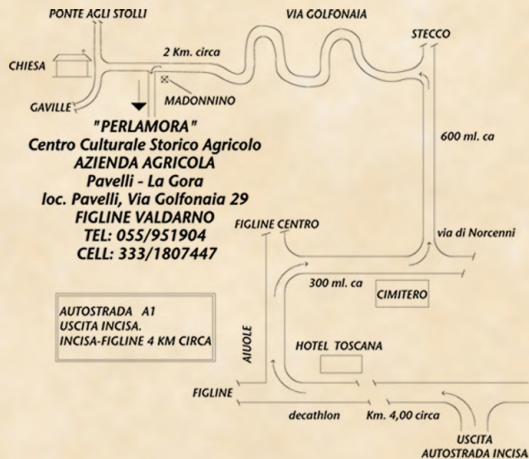 PONTE AGLI STOLLI
VIA GOLFONAIA
STECCO
2 Km. circa
CHIESA
MADONNINO
GAVILLE
"PERLAMORA"
Centro Culturale Storico Agricolo
AZIENDA AGRICOLA
Pavelli - La Gora
loc. Pavelli, Via Golfonaia 29
FIGLINE VALDARNO
TEL: 055/951904
CELL: 333/1807447
600 ml. ca
FIGLINE CENTRO
via di Norcenni
300 ml. ca
CIMITERO
AUTOSTRADA A1
USCITA INCISA.
INCISA-FIGLINE 4 KM CIRCA
AIUOLE
HOTEL TOSCANA
FIGLINE
decathlon
Km. 4,00 circa
USCITA
AUTOSTRADA INCISA